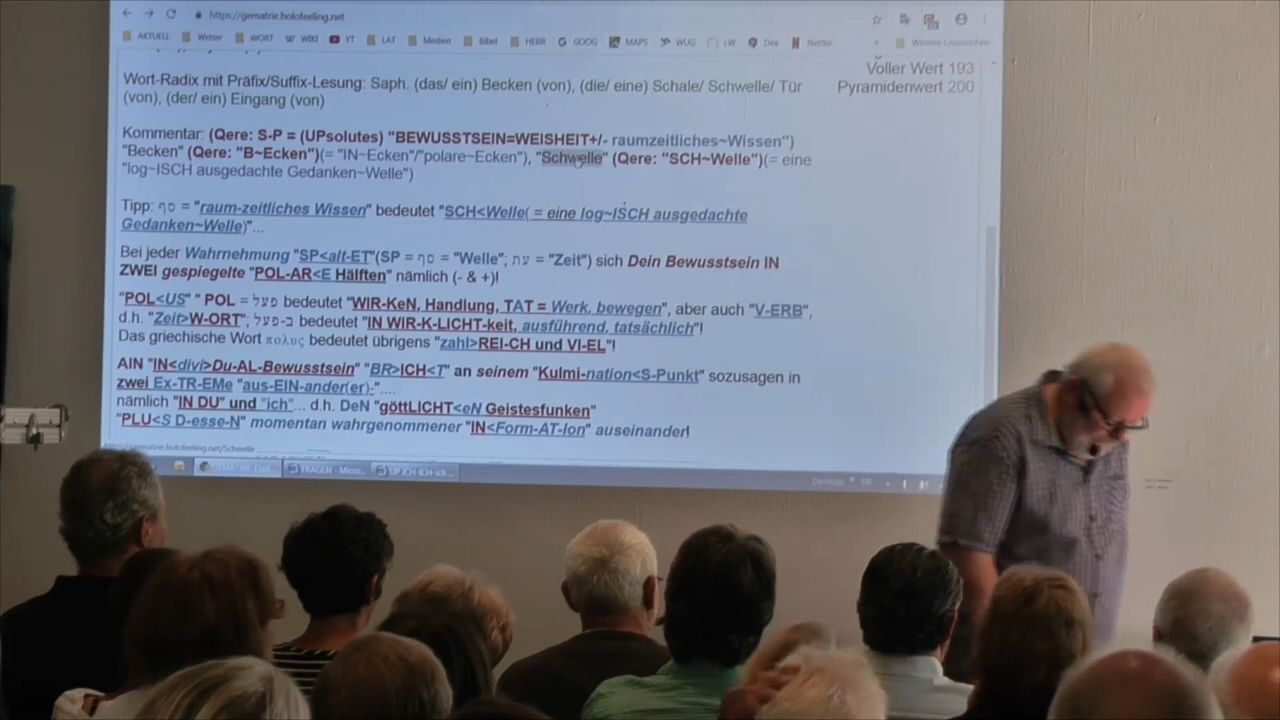 https://gematrie.holofeeling.net
AKTUELL Wetter WORT WIKI YT LAT Medien Bibel HEBR GOOG MAPS WUG LW Dee Netflix Weitere Lesezeichen
Wort-Radix mit Präfix/Suffix-Lesung: Saph. (das/ ein) Becken (von), (die/ eine) Schale/ Schwelle/ Tür
(von), (der/ ein) Eingang (von)
Voller Wert 193
Pyramidenwert 200
Kommentar: (Qere: S-P = (UPsolutes) "BEWUSSTSEIN=WEISHEIT+/- raumzeitliches~Wissen")
"Becken" (Qere: "B~Ecken")(= "IN~Ecken"/"polare~Ecken"), "Schwelle" (Qere: "SCH~Welle")(= eine
"log~ISCH ausgedachte Gedanken~Welle")
Tipp: סף = "raum-zeitliches Wissen" bedeutet "SCH<Welle( = eine log~ISCH ausgedachte
Gedanken~Welle)"...
Bei jeder Wahrnehmung "SP<alt-ET"(SP = סף = "Welle"; עת = "Zeit") sich Dein Bewusstsein IN
ZWEI gespiegelte "POL-AR<E Hälften" nämlich (- & +)!
"POL<US" " POL = פעל bedeutet "WIR-KeN, Handlung, TAT = Werk, bewegen", aber auch "V-ERB",
d.h. "Zeit>W-ORT"; ב-פעל bedeutet "IN WIR-K-LICHT-keit, ausführend, tatsächlich"!
Das griechische Wort πολυς bedeutet übrigens "zahl>REI-CH und VI-EL"!
AIN "IN<divi>Du-AL-Bewusstsein" "BR>ICH<T" an seinem "Kulmi-nation<S-Punkt" sozusagen in
zwei Ex-TR-EMe "aus-EIN-ander(er)-"....
nämlich "IN DU" und "ich"... d.h. DeN "göttLICHT<eN Geistesfunken"
"PLU<S D-esse-N" momentan wahrgenommener "IN<Form-AT-Ion" auseinander!
https://gematrie.holofeeling.net/Schwelle